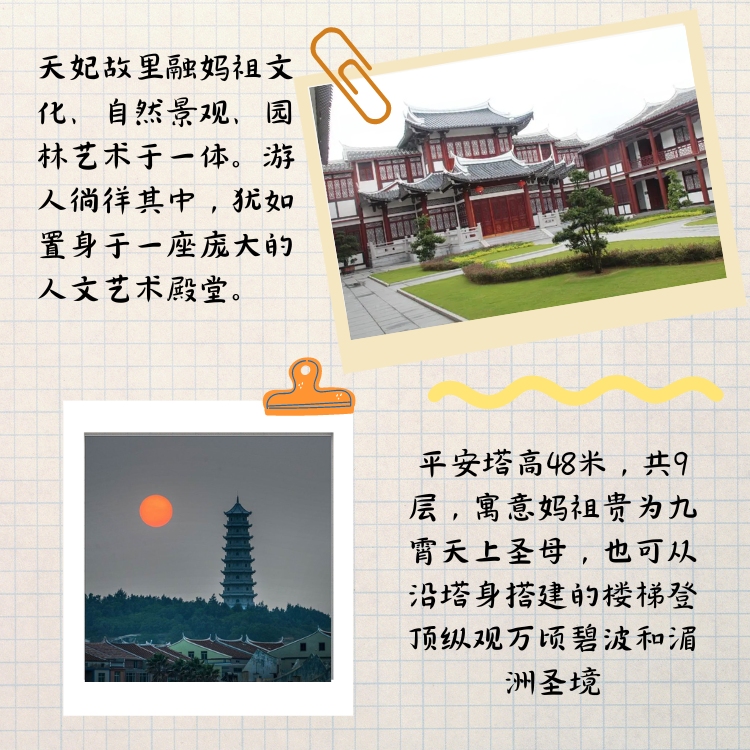 天妃故里融妈祖文
化、自然景观、园
林艺术于一体。游
人徜徉其中，犹如
置身于一座庞大的
人文艺术殿堂。
平安塔高48米，共9
层，寓意妈祖贵为九
霄天上圣母，也可从
沿塔身搭建的楼梯登
顶纵观万顷碧波和湄
洲圣境